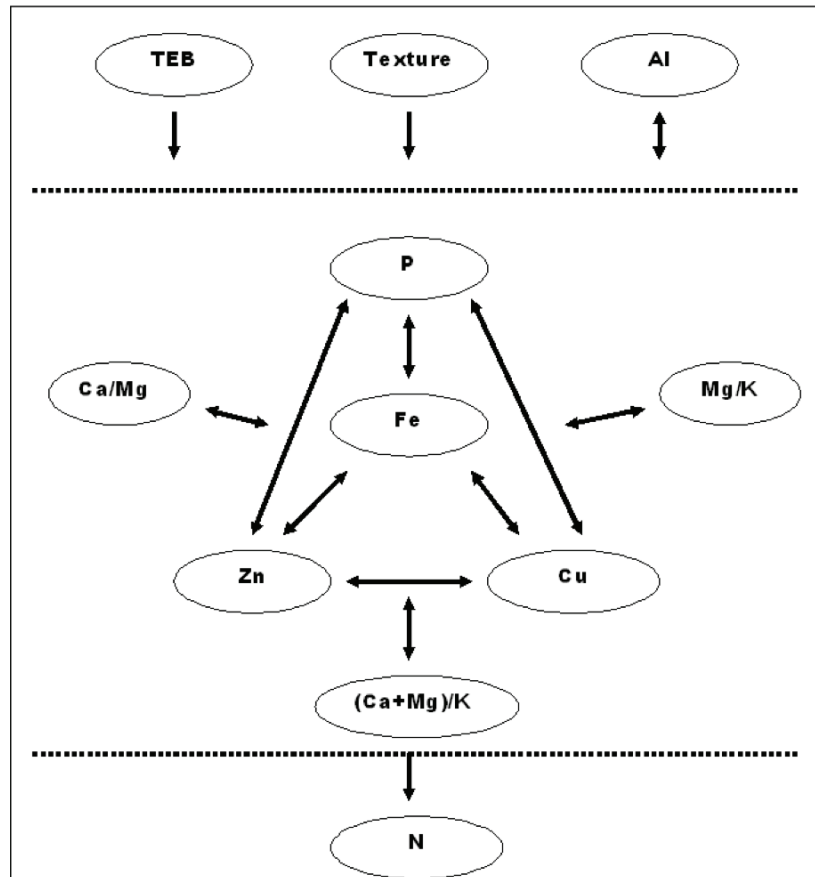 TEB Texture Al
P
Ca/Mg Mg/K
Fe
Zn Cu
(Ca+Mg)/K
N